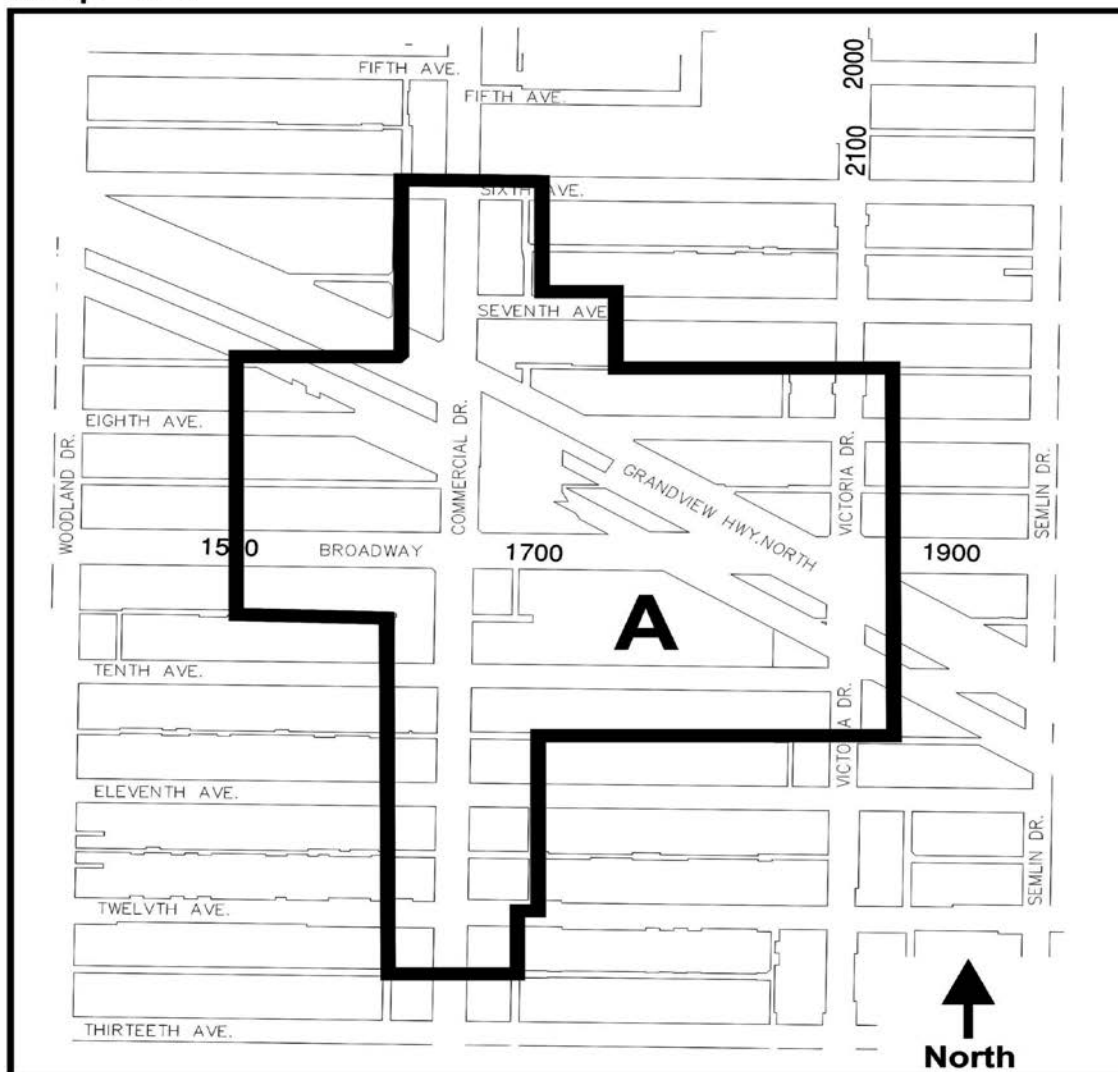 FIFTH AVE.
FIFTH AVE.
2000
2100
SIXTH AVE.
SEVENTH AVE
EIGHTH AVE.
WOODLAND DR.
COMMERCIAL DR.
GRANDVIEW HWY. NORTH
VICTORIA DR.
SEMLIN DR.
1500
BROADWAY
1700
1900
A
TENTH AVE.
VICTORIA DR.
ELEVENTH AVE.
SEMLIN DR.
TWELVTH AVE.
THIRTEETH AVE.
North